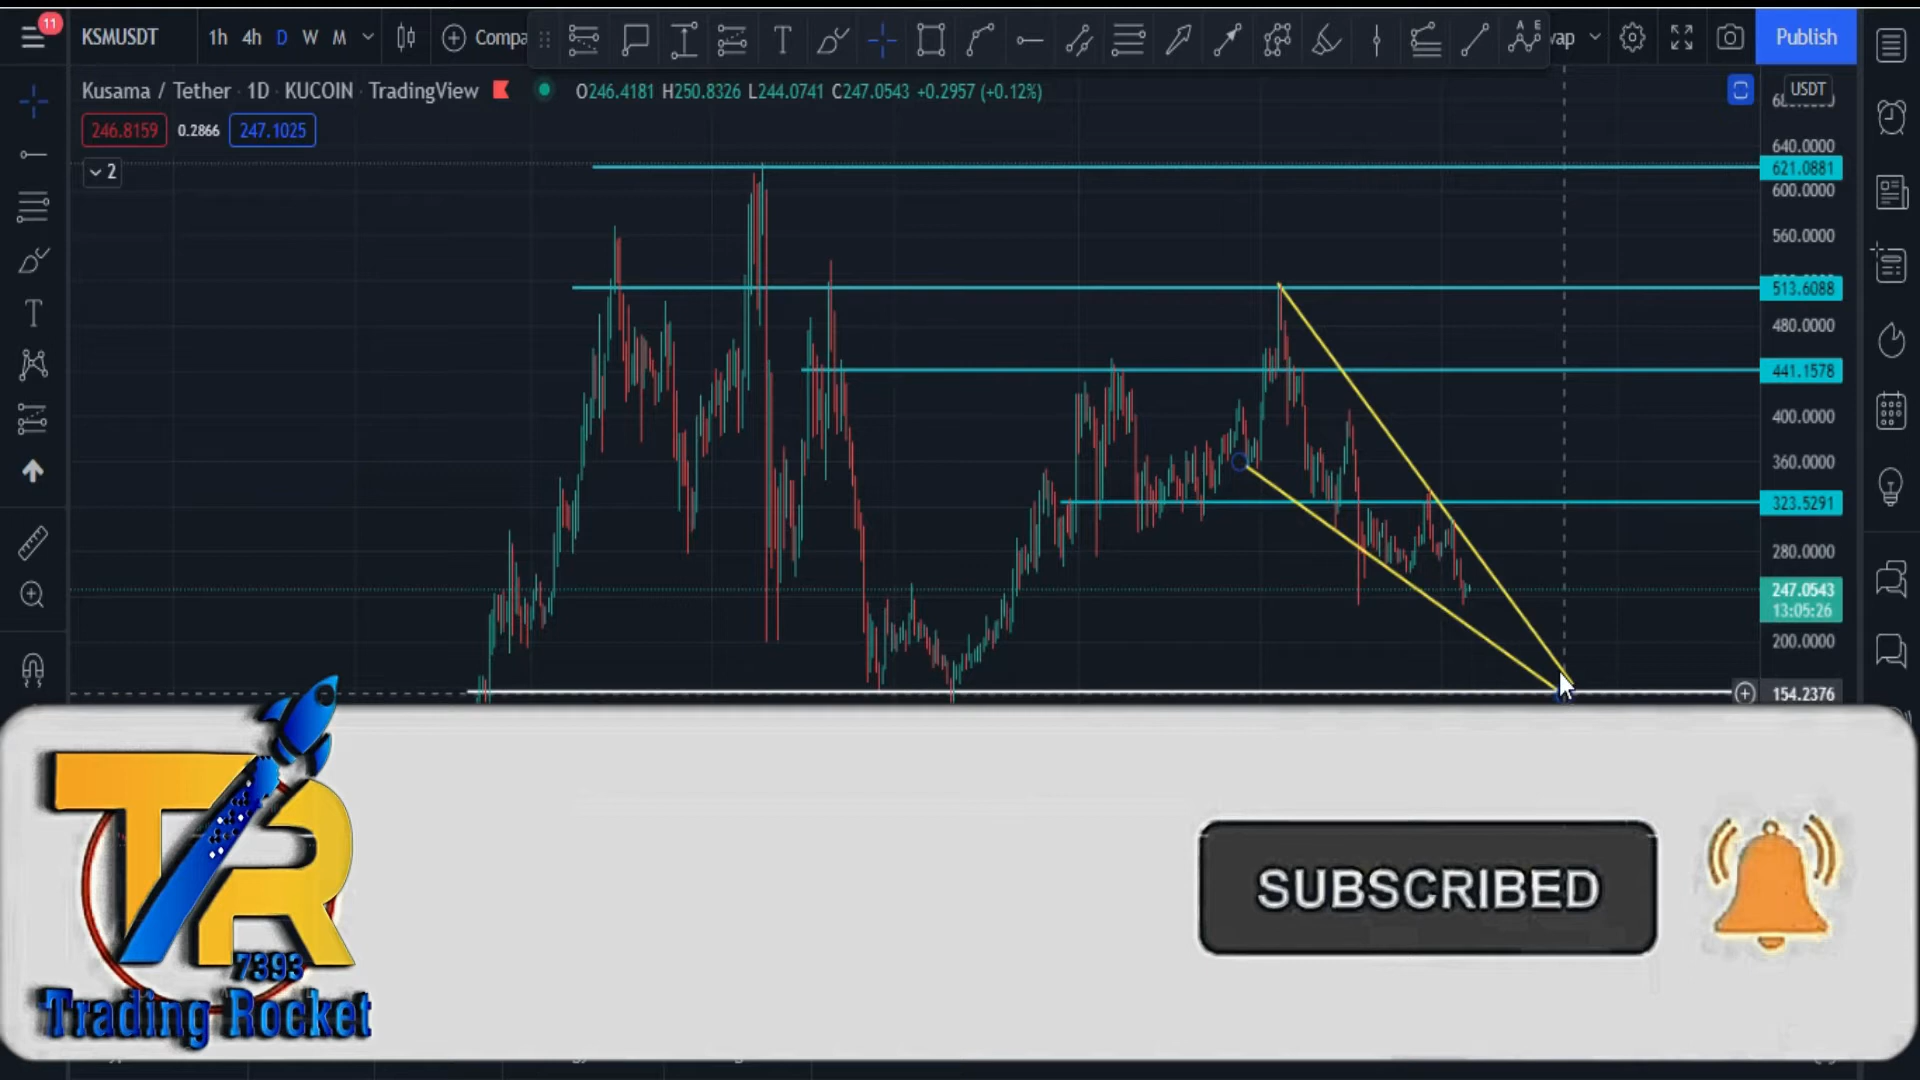 11
KSMUSDT 1h 4h D W M Compa
T
A E
vap
Publish
Kusama / Tether · 1D · KUCOIN · TradingView O246.4181 H250.8326 L244.0741 C247.0543 +0.2957 (+0.12%)
USDT
246.8159 0.2866 247.1025
640.0000
2
621.0881
600.0000
560.0000
513.6088
480.0000
441.1578
400.0000
360.0000
323.5291
280.0000
247.0543
13:05:26
200.0000
154.2376
TR
7393
Trading Rocket
SUBSCRIBED